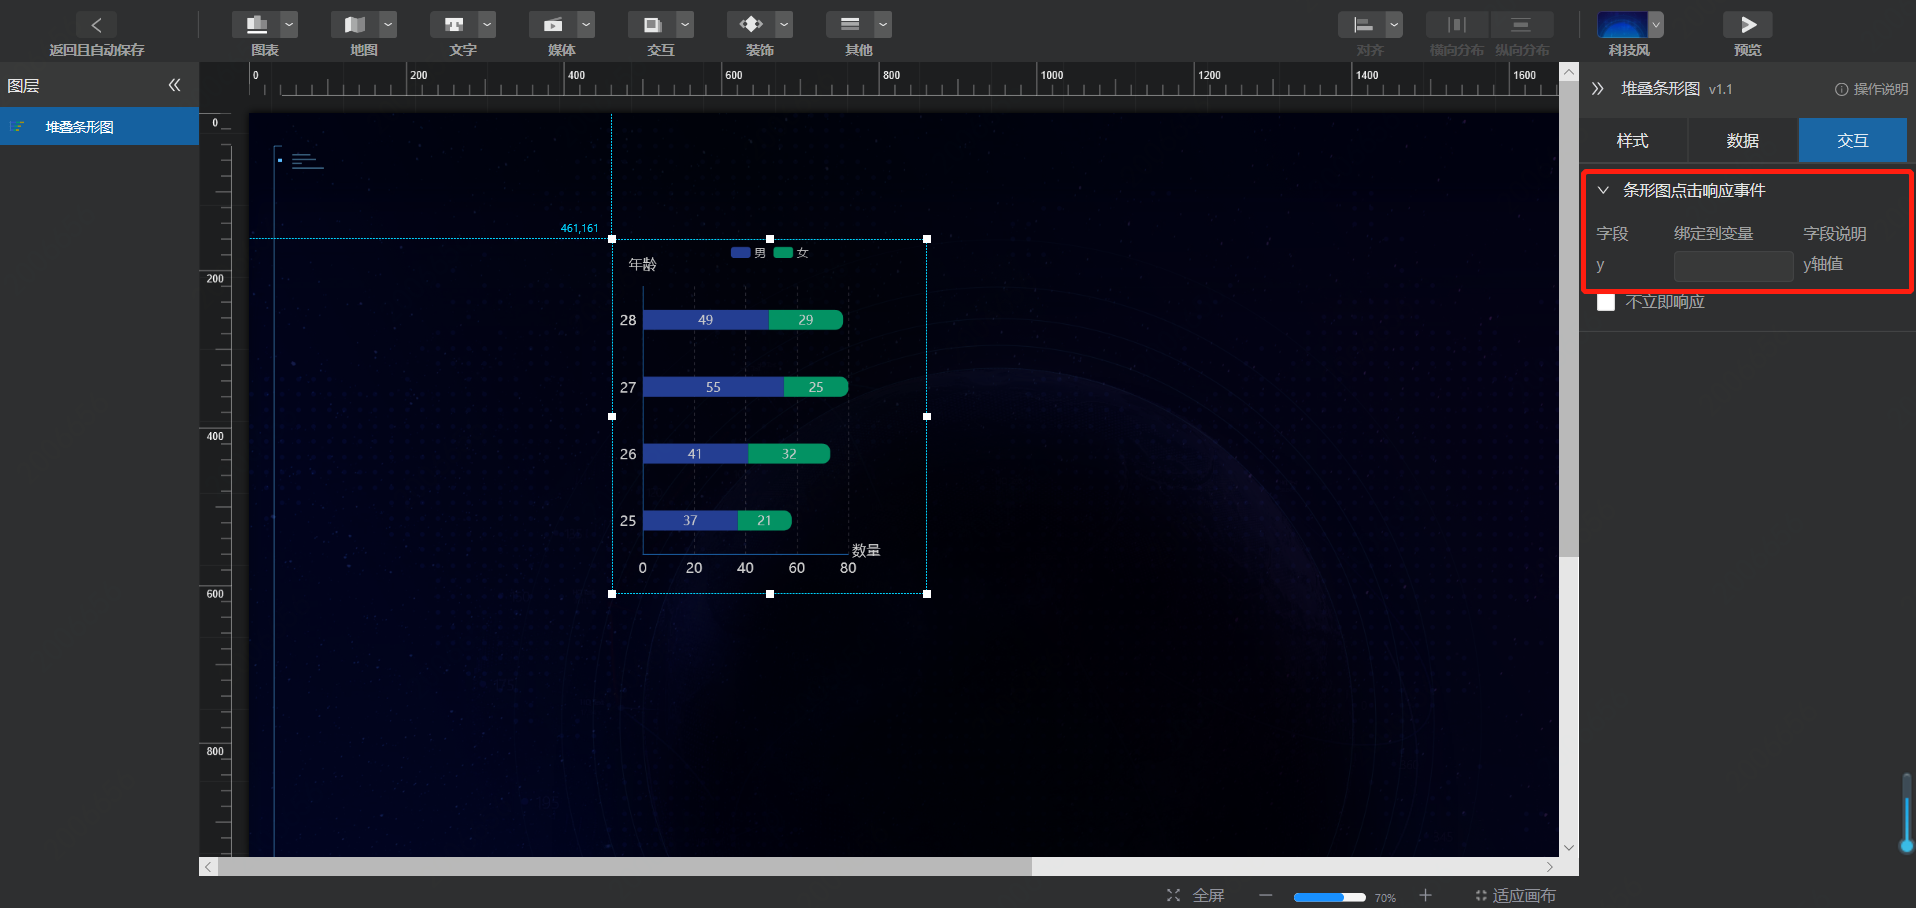 返回且自动保存
图表
地图
文字
媒体
交互
装饰
其他
对齐
横向分布
纵向分布
科技风
预览
图层
堆叠条形图
0 200 400 600 800 1000 1200 1400 1600
0
200
400
600
800
461,161
男 女
年龄
28 49 29
27 55 25
26 41 32
25 37 21
数量
0 20 40 60 80
堆叠条形图 v1.1
操作说明
样式 数据 交互
条形图点击响应事件
字段 绑定到变量 字段说明
y y轴值
不立即响应
全屏 70% 适应画布